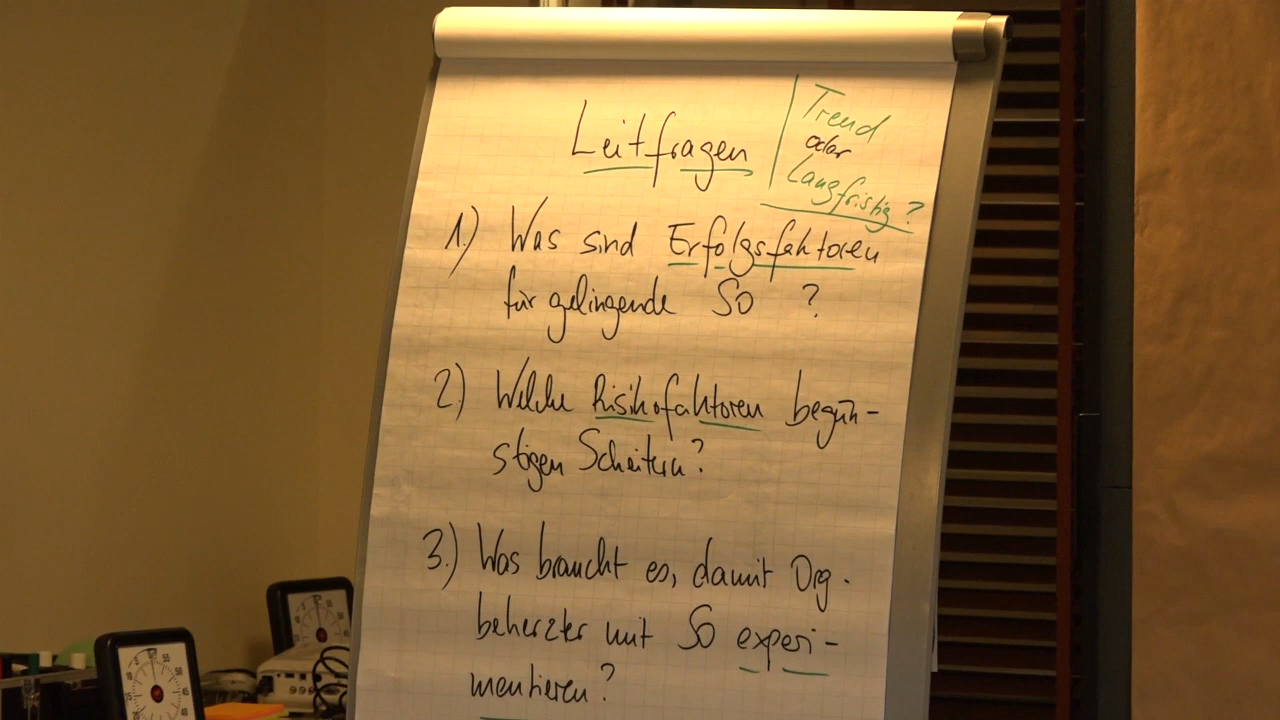 Leitfragen
Trend
oder
Langfristig?
1.) Was sind Erfolgsfaktoren
für gelingende SO ?
2.) Welche Risikofaktoren begün-
stigen Scheitern?
3.) Was braucht es, damit Org.
beherzter mit SO experi-
mentieren?